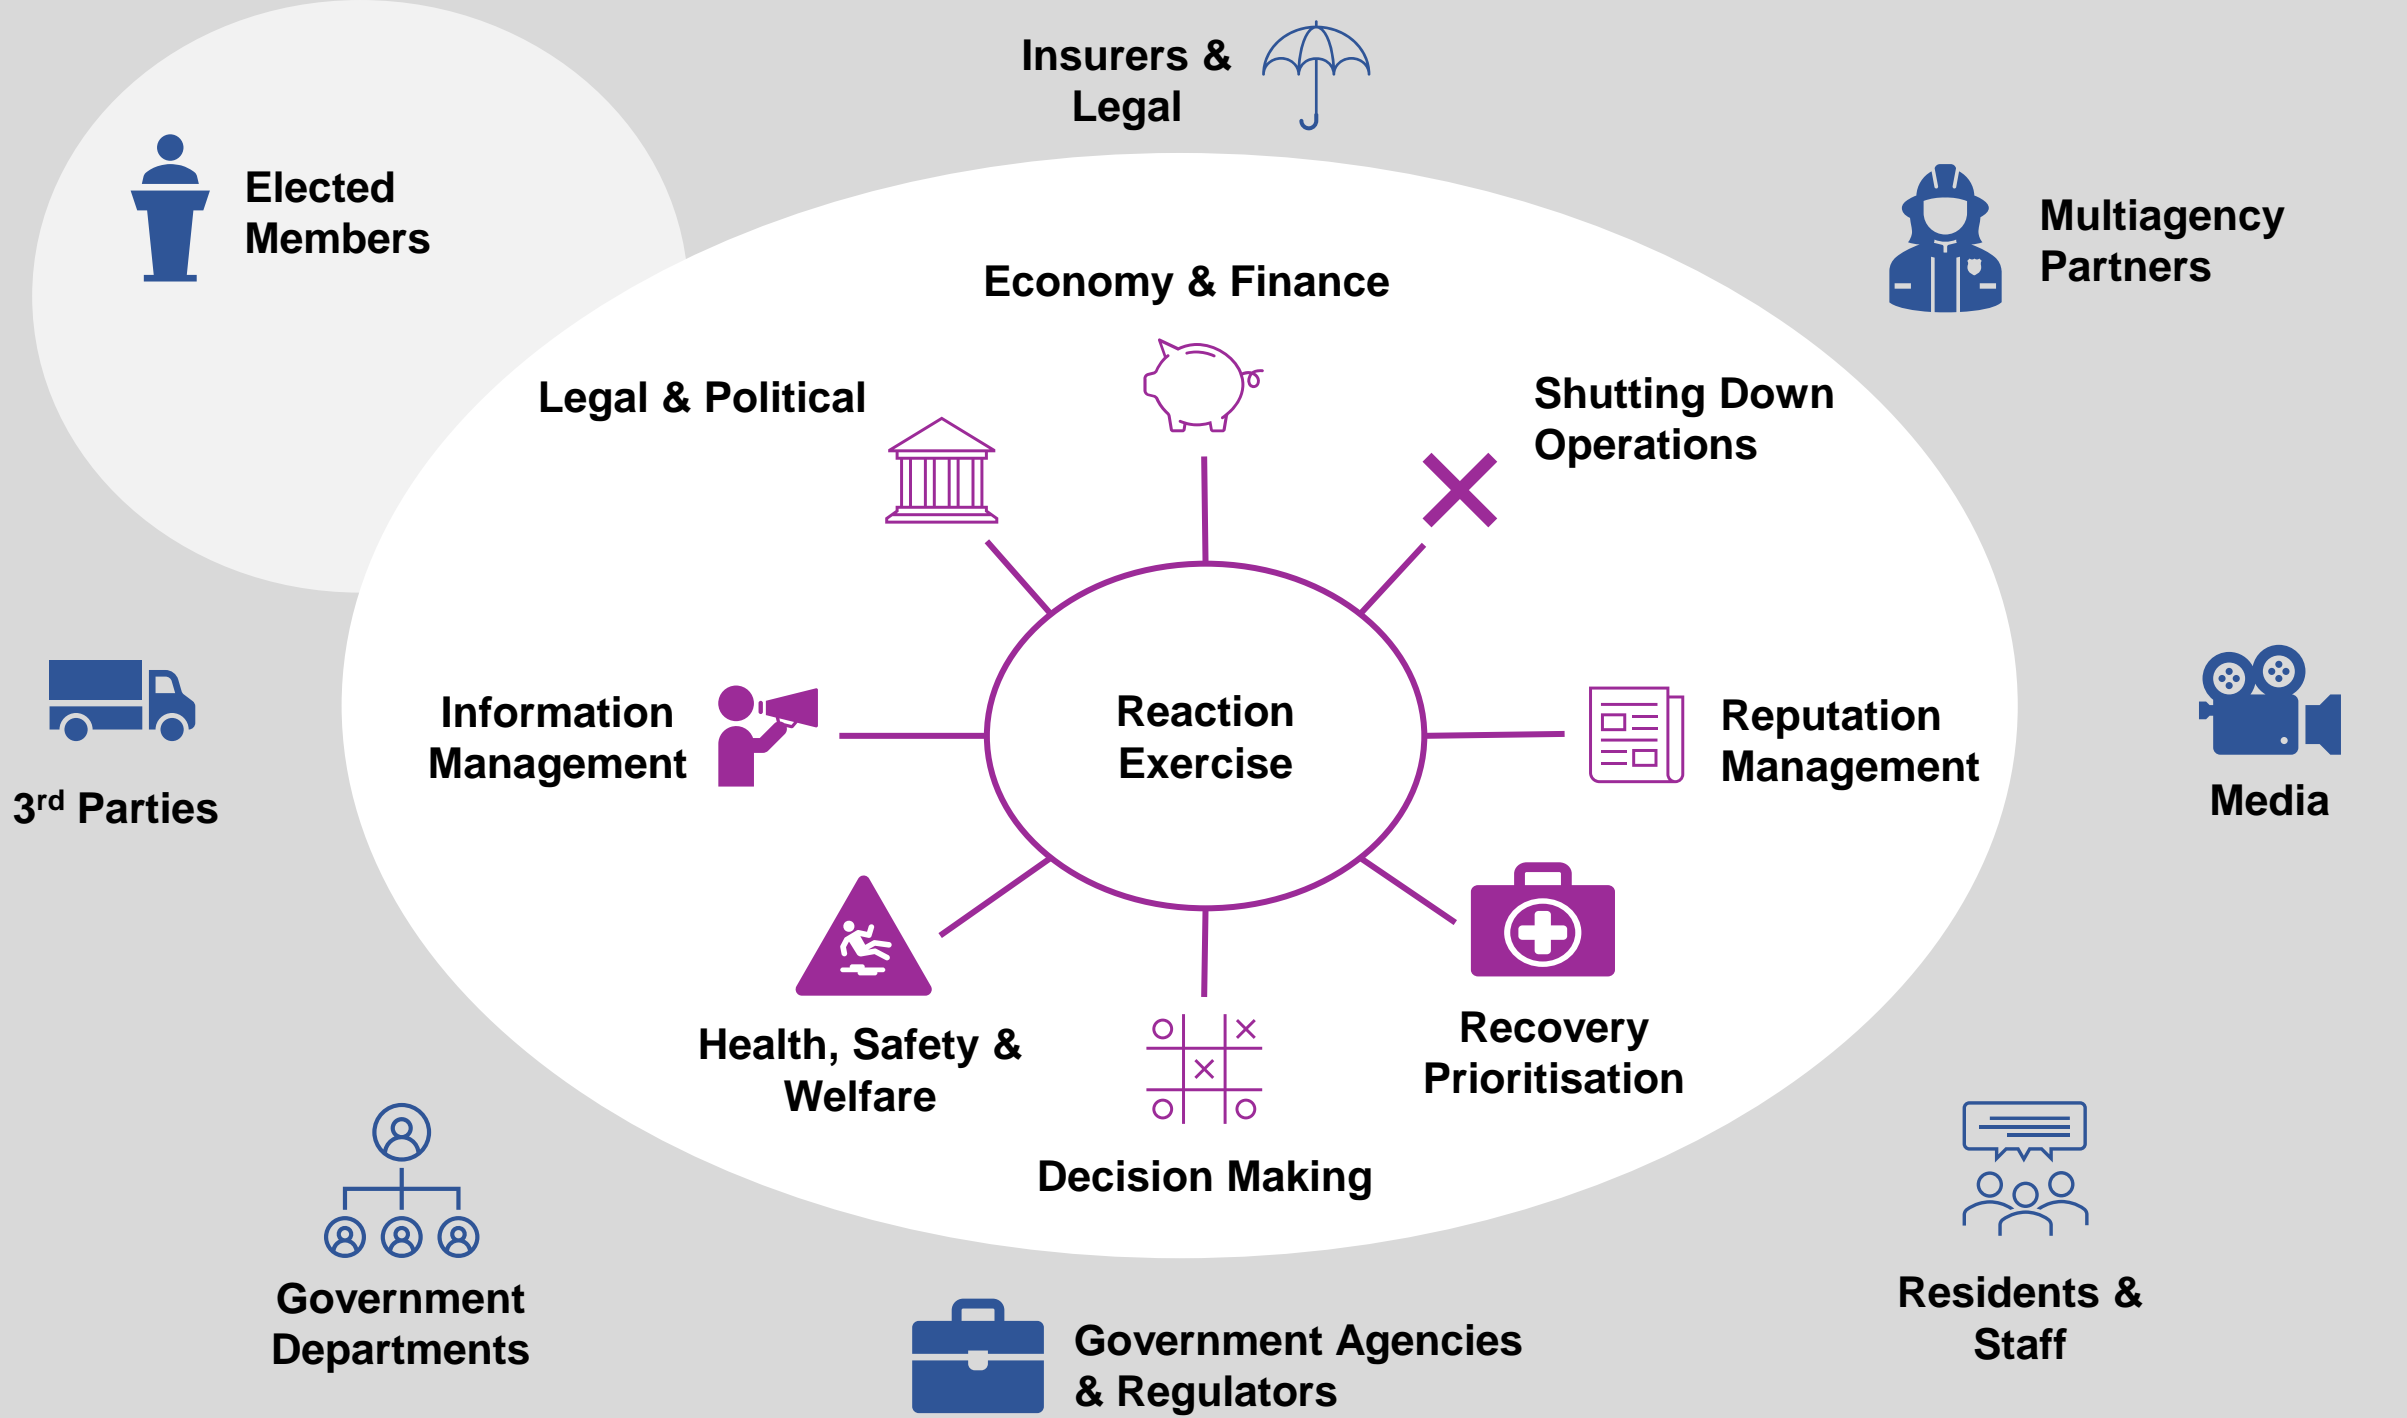 Insurers &
Legal
Elected
Members
Multiagency
Partners
Economy & Finance
Legal & Political
Shutting Down
Operations
Information
Management
Reaction
Exercise
Reputation
Management
3rd Parties
Media
Health, Safety &
Welfare
Recovery
Prioritisation
Decision Making
Government
Departments
Residents &
Staff
Government Agencies
& Regulators